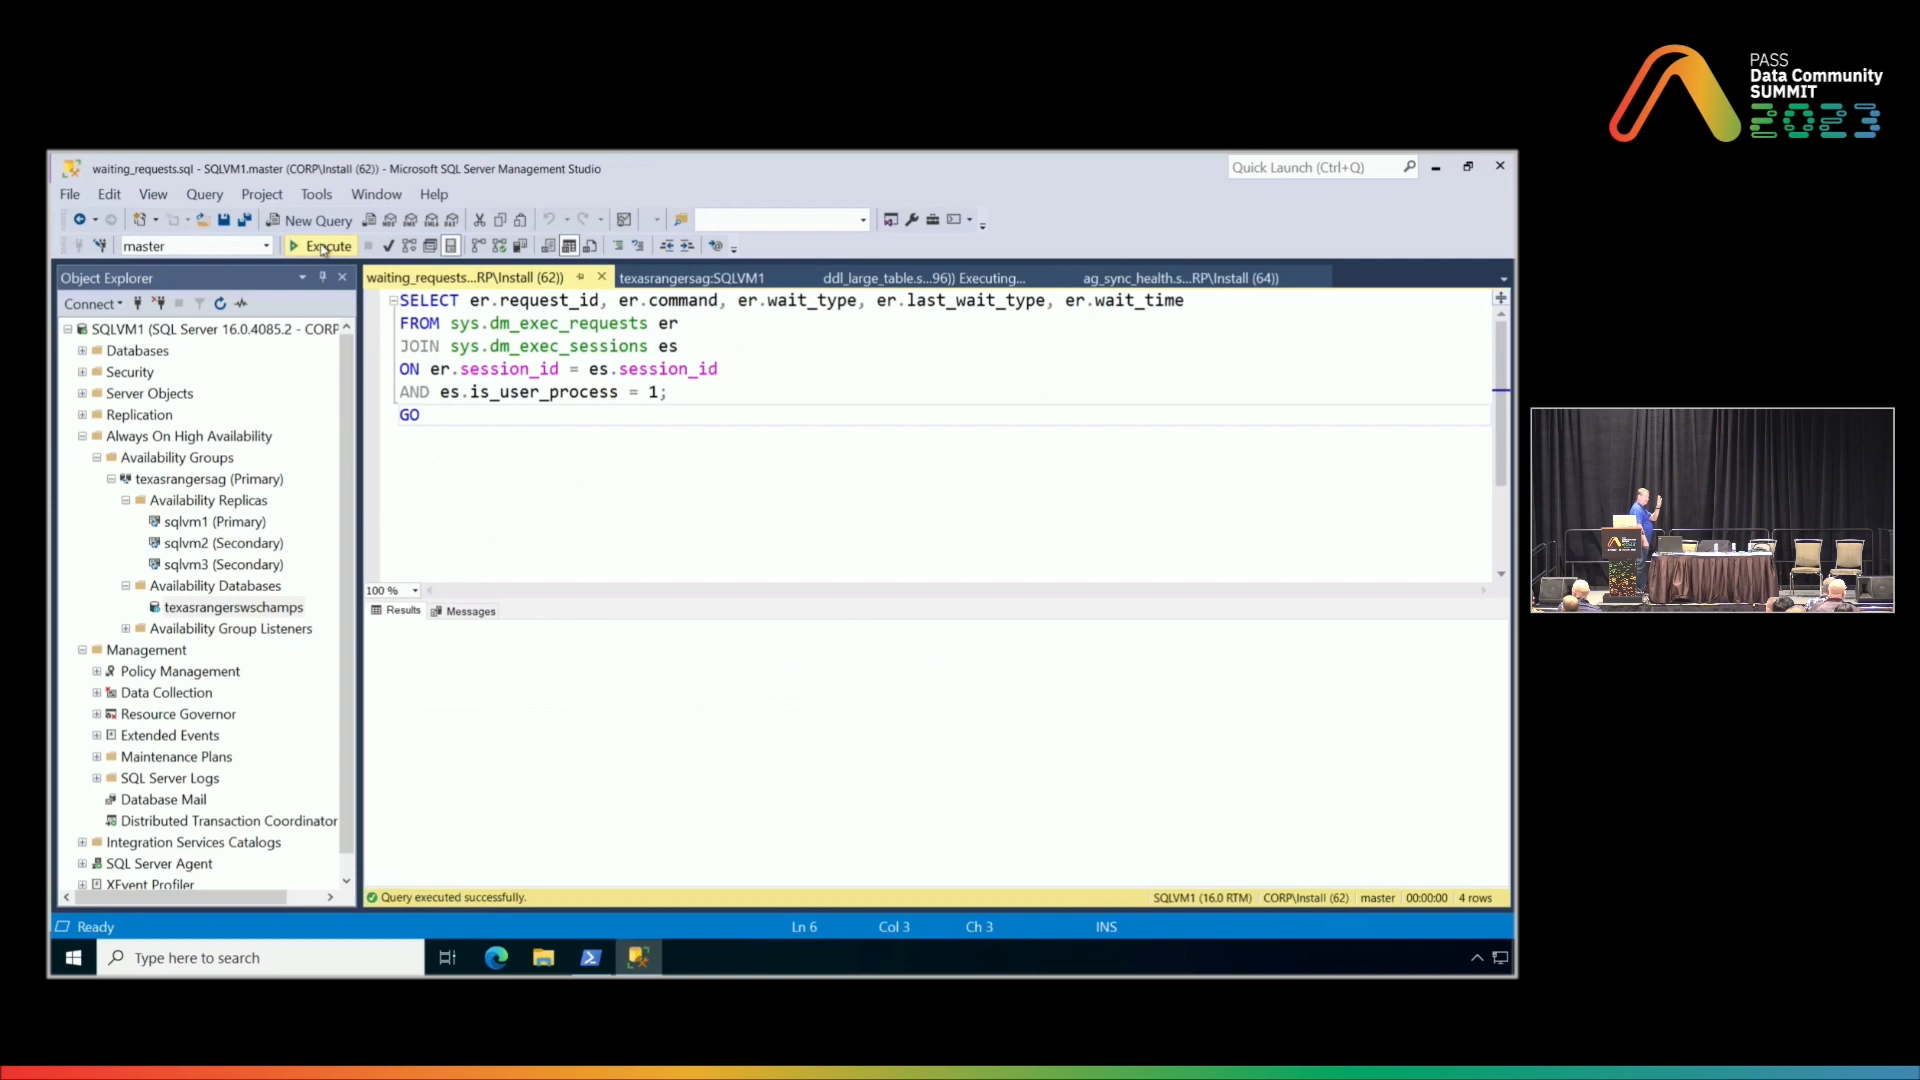 PASS
Data Community
SUMMIT
2023
waiting_requests.sql - SQLVM1.master (CORP\Install (62)) - Microsoft SQL Server Management Studio
Quick Launch (Ctrl+Q)
File Edit View Query Project Tools Window Help
New Query
master
Execute
Object Explorer
waiting_requests...RP\Install (62))
texasrangersag:SQLVM1
ddl_large_table.s...96)) Executing...
ag_sync_health.s...RP\Install (64))
Connect
SQLVM1 (SQL Server 16.0.4085.2 - CORP
Databases
Security
Server Objects
Replication
Always On High Availability
Availability Groups
texasrangersag (Primary)
Availability Replicas
sqlvm1 (Primary)
sqlvm2 (Secondary)
sqlvm3 (Secondary)
Availability Databases
texasrangerswschamps
Availability Group Listeners
Management
Policy Management
Data Collection
Resource Governor
Extended Events
Maintenance Plans
SQL Server Logs
Database Mail
Distributed Transaction Coordinator
Integration Services Catalogs
SQL Server Agent
XEvent Profiler
SELECT er.request_id, er.command, er.wait_type, er.last_wait_type, er.wait_time
FROM sys.dm_exec_requests er
JOIN sys.dm_exec_sessions es
ON er.session_id = es.session_id
AND es.is_user_process = 1;
GO
100 %
Results
Messages
Query executed successfully.
SQLVM1 (16.0 RTM)
CORP\Install (62)
master
00:00:00
4 rows
Ready
Ln 6
Col 3
Ch 3
INS
Type here to search